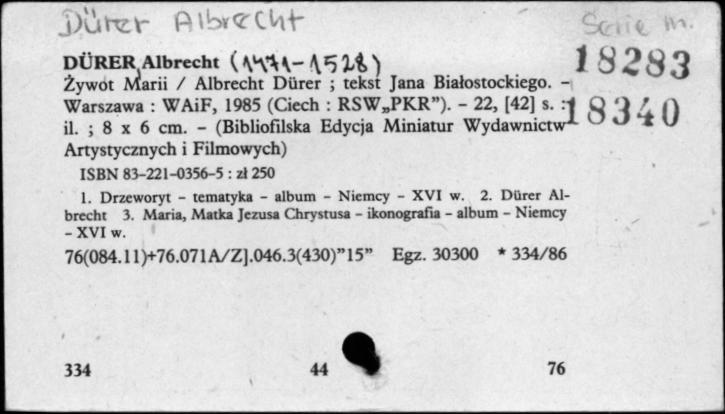 Dürer Albrecht Serie m.
DÜRER Albrecht (1471-1528) 18283
Żywot Marii / Albrecht Dürer ; tekst Jana Białostockiego. –
Warszawa : WAiF, 1985 (Ciech : RSW„PKR”). – 22, [42] s. : 18340
il. ; 8 x 6 cm. – (Bibliofilska Edycja Miniatur Wydawnictw
Artystycznych i Filmowych)
ISBN 83-221-0356-5 : zł 250
1. Drzeworyt – tematyka – album – Niemcy – XVI w. 2. Dürer Al-
brecht 3. Maria, Matka Jezusa Chrystusa – ikonografia – album – Niemcy
– XVI w.
76(084.11)+76.071A/Z].046.3(430)”15” Egz. 30300 * 334/86
334 44 76